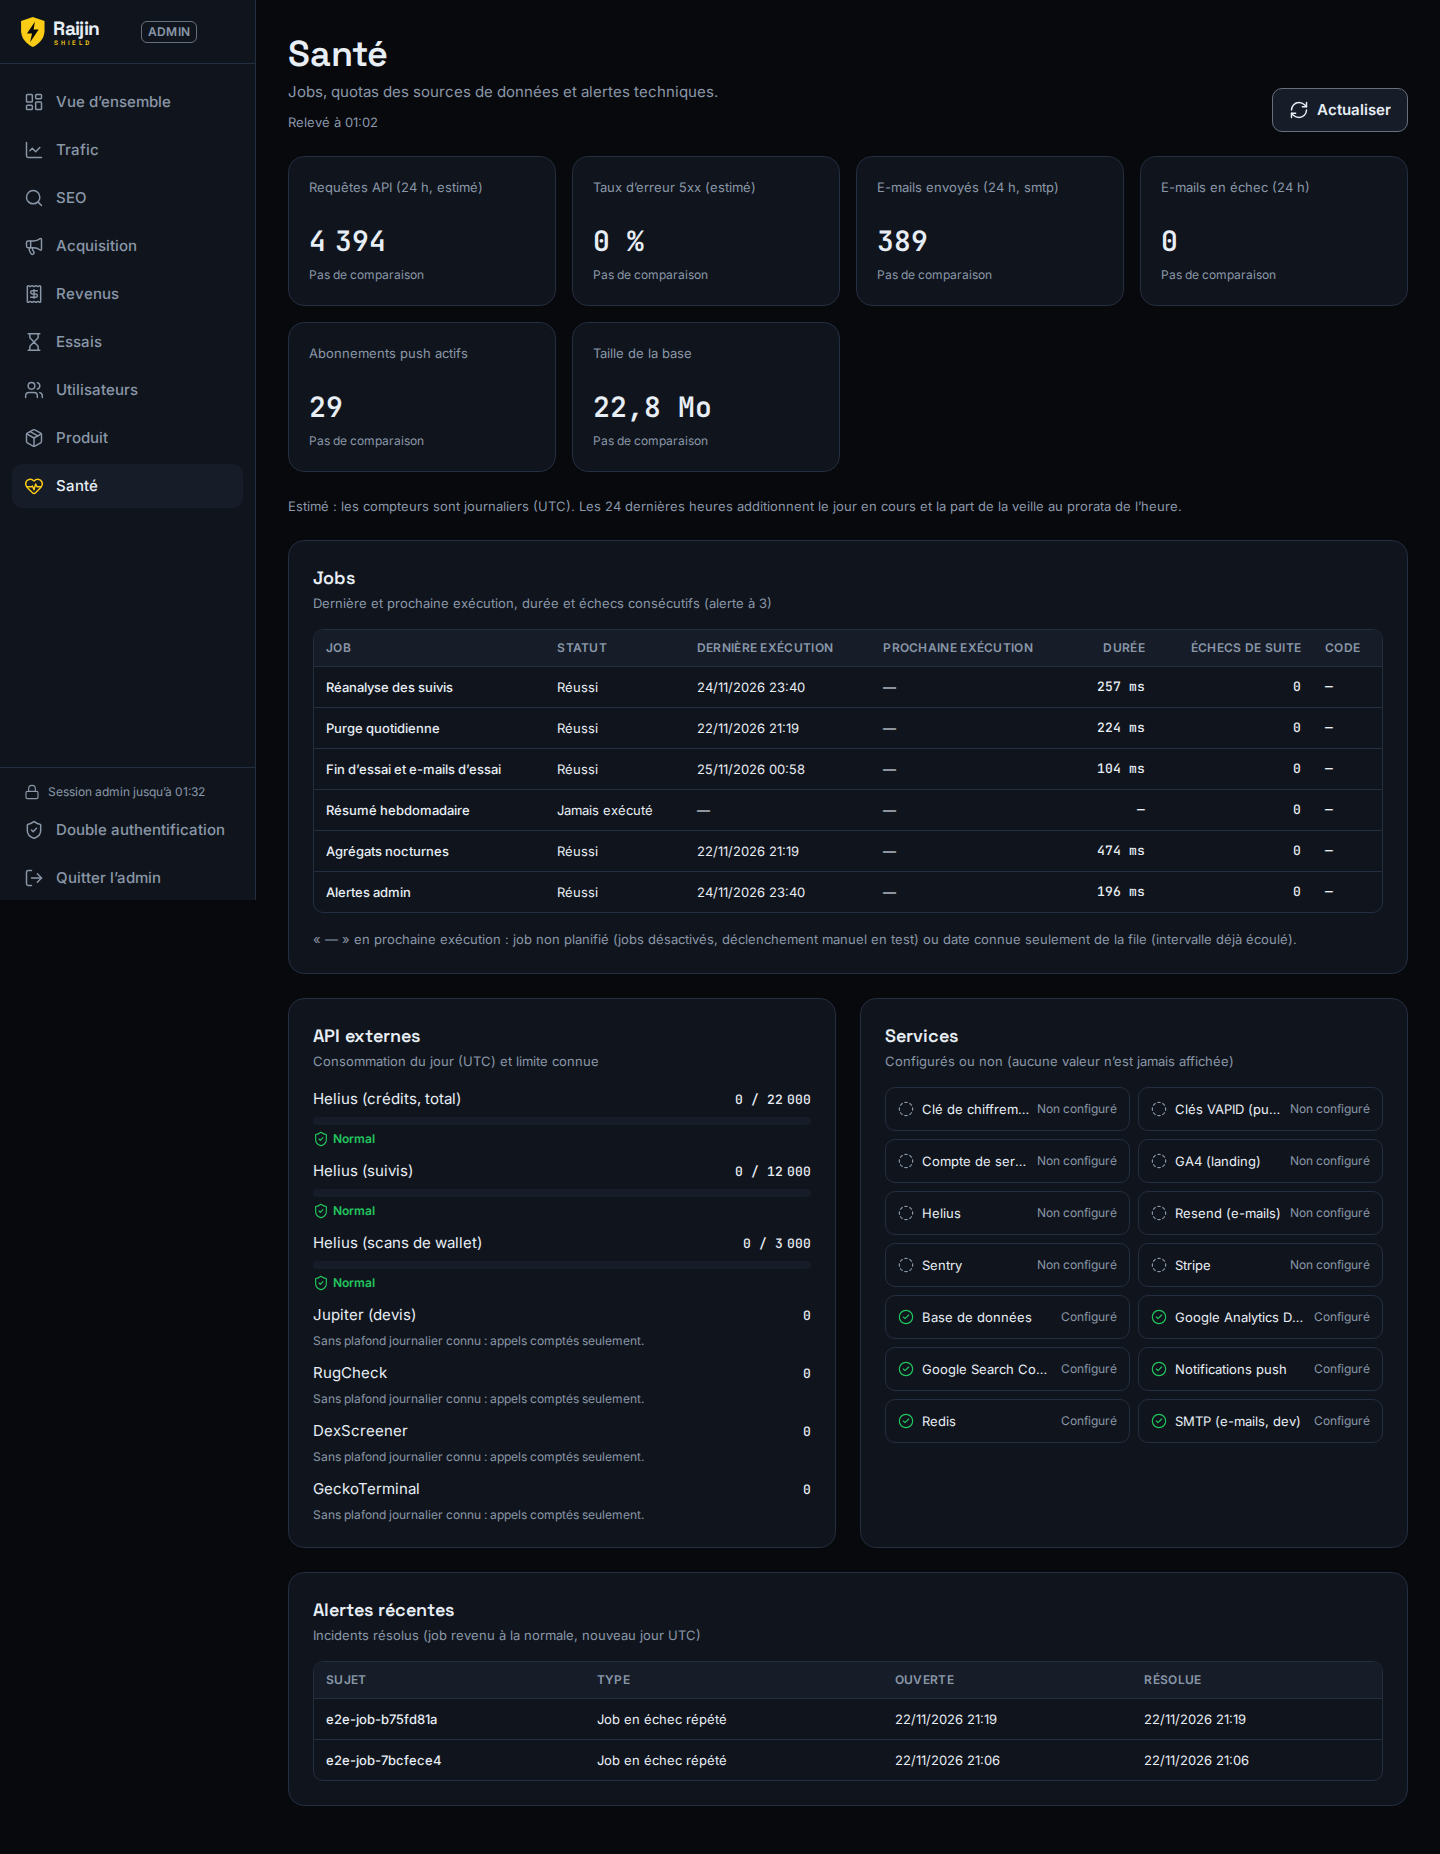 Raijin
SHIELD
ADMIN
Vue d’ensemble
Trafic
SEO
Acquisition
Revenus
Essais
Utilisateurs
Produit
Santé
Session admin jusqu’à 01:32
Double authentification
Quitter l’admin
Santé
Jobs, quotas des sources de données et alertes techniques.
Relevé à 01:02
Actualiser
Requêtes API (24 h, estimé)
4 394
Pas de comparaison
Taux d’erreur 5xx (estimé)
0 %
Pas de comparaison
E-mails envoyés (24 h, smtp)
389
Pas de comparaison
E-mails en échec (24 h)
0
Pas de comparaison
Abonnements push actifs
29
Pas de comparaison
Taille de la base
22,8 Mo
Pas de comparaison
Estimé : les compteurs sont journaliers (UTC). Les 24 dernières heures additionnent le jour en cours et la part de la veille au prorata de l’heure.
Jobs
Dernière et prochaine exécution, durée et échecs consécutifs (alerte à 3)
JOB STATUT DERNIÈRE EXÉCUTION PROCHAINE EXÉCUTION DURÉE ÉCHECS DE SUITE CODE
Réanalyse des suivis Réussi 24/11/2026 23:40 — 257 ms 0 —
Purge quotidienne Réussi 22/11/2026 21:19 — 224 ms 0 —
Fin d’essai et e-mails d’essai Réussi 25/11/2026 00:58 — 104 ms 0 —
Résumé hebdomadaire Jamais exécuté — — — 0 —
Agrégats nocturnes Réussi 22/11/2026 21:19 — 474 ms 0 —
Alertes admin Réussi 24/11/2026 23:40 — 196 ms 0 —
« — » en prochaine exécution : job non planifié (jobs désactivés, déclenchement manuel en test) ou date connue seulement de la file (intervalle déjà écoulé).
API externes
Consommation du jour (UTC) et limite connue
Helius (crédits, total) 0 / 22 000
Normal
Helius (suivis) 0 / 12 000
Normal
Helius (scans de wallet) 0 / 3 000
Normal
Jupiter (devis) 0
Sans plafond journalier connu : appels comptés seulement.
RugCheck 0
Sans plafond journalier connu : appels comptés seulement.
DexScreener 0
Sans plafond journalier connu : appels comptés seulement.
GeckoTerminal 0
Sans plafond journalier connu : appels comptés seulement.
Services
Configurés ou non (aucune valeur n’est jamais affichée)
Clé de chiffrem... Non configuré
Clés VAPID (pu... Non configuré
Compte de ser... Non configuré
GA4 (landing) Non configuré
Helius Non configuré
Resend (e-mails) Non configuré
Sentry Non configuré
Stripe Non configuré
Base de données Configuré
Google Analytics D... Configuré
Google Search Co... Configuré
Notifications push Configuré
Redis Configuré
SMTP (e-mails, dev) Configuré
Alertes récentes
Incidents résolus (job revenu à la normale, nouveau jour UTC)
SUJET TYPE OUVERTE RÉSOLUE
e2e-job-b75fd81a Job en échec répété 22/11/2026 21:19 22/11/2026 21:19
e2e-job-7bcfece4 Job en échec répété 22/11/2026 21:06 22/11/2026 21:06